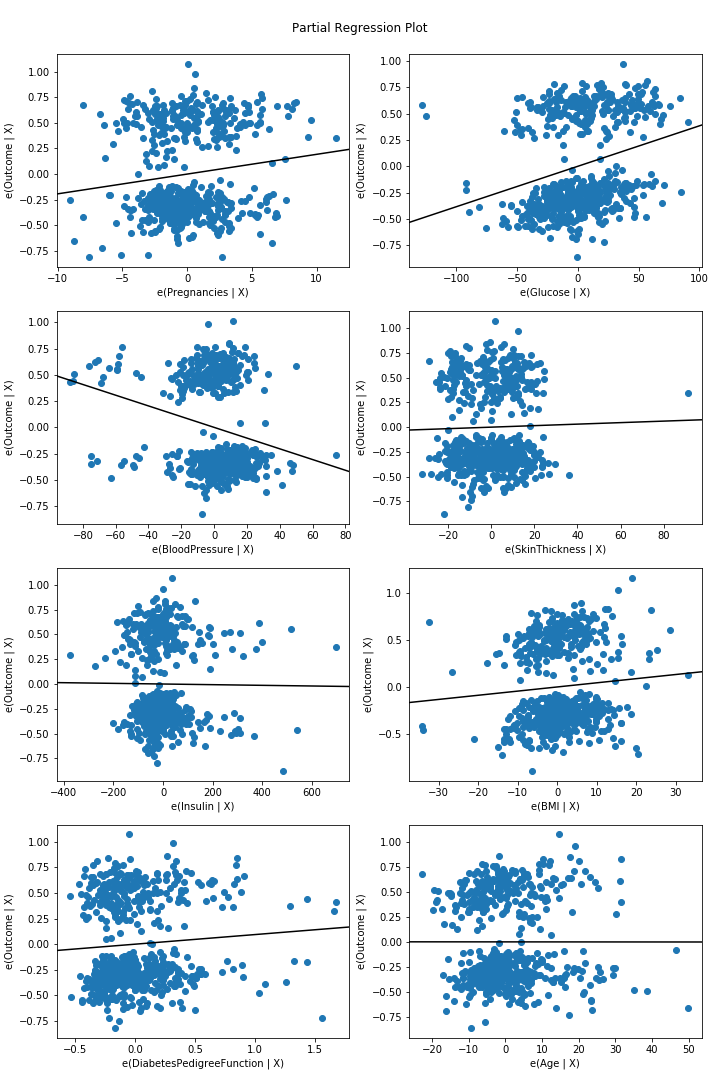 Partial Regression Plot
e(Outcome | X)
1.00
0.75
0.50
0.25
0.00
−0.25
−0.50
−0.75
−10 −5 0 5 10
e(Pregnancies | X)
e(Outcome | X)
1.00
0.75
0.50
0.25
0.00
−0.25
−0.50
−0.75
−100 −50 0 50 100
e(Glucose | X)
e(Outcome | X)
1.00
0.75
0.50
0.25
0.00
−0.25
−0.50
−0.75
−80 −60 −40 −20 0 20 40 60 80
e(BloodPressure | X)
e(Outcome | X)
1.00
0.75
0.50
0.25
0.00
−0.25
−0.50
−0.75
−20 0 20 40 60 80
e(SkinThickness | X)
e(Outcome | X)
1.00
0.75
0.50
0.25
0.00
−0.25
−0.50
−0.75
−400 −200 0 200 400 600
e(Insulin | X)
e(Outcome | X)
1.0
0.5
0.0
−0.5
−30 −20 −10 0 10 20 30
e(BMI | X)
e(Outcome | X)
1.00
0.75
0.50
0.25
0.00
−0.25
−0.50
−0.75
−0.5 0.0 0.5 1.0 1.5
e(DiabetesPedigreeFunction | X)
e(Outcome | X)
1.00
0.75
0.50
0.25
0.00
−0.25
−0.50
−0.75
−20 −10 0 10 20 30 40 50
e(Age | X)